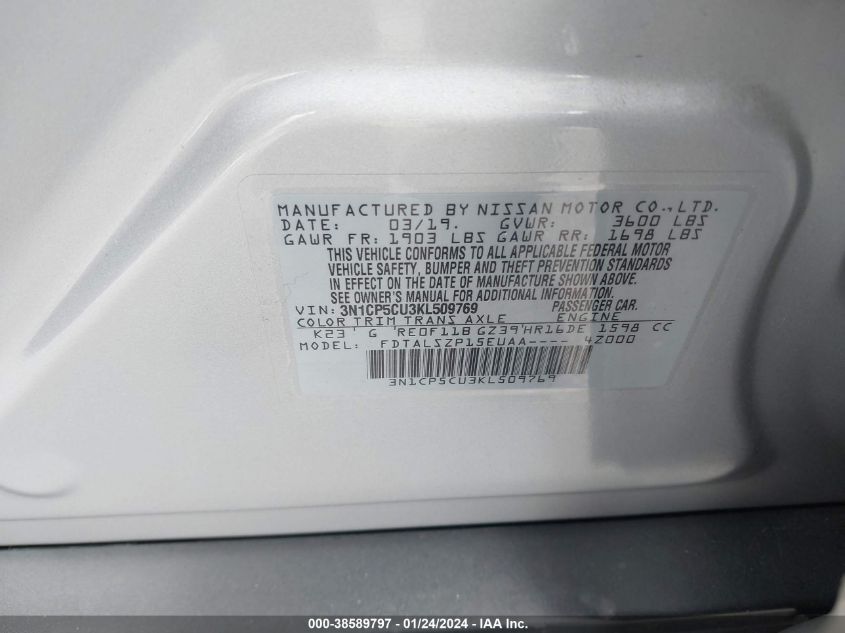 MANUFACTURED BY NISSAN MOTOR CO.,LTD.
DATE: 03/19. GVWR: 3600 LBS
GAWR FR: 1903 LBS GAWR RR: 1698 LBS
THIS VEHICLE CONFORMS TO ALL APPLICABLE FEDERAL MOTOR
VEHICLE SAFETY, BUMPER AND THEFT PREVENTION STANDARDS
IN EFFECT ON THE DATE OF MANUFACTURE SHOWN ABOVE.
SEE OWNER'S MANUAL FOR ADDITIONAL INFORMATION.
VIN: 3N1CP5CU3KL509769 PASSENGER CAR.
COLOR TRIM TRANS AXLE ENGINE
K23 G RE0F11B GZ39 HR16DE 1598 CC
MODEL: FDTALSZP15EUAA---- 4Z000
3N1CP5CU3KL509769
000-38589797 - 01/24/2024 - IAA Inc.